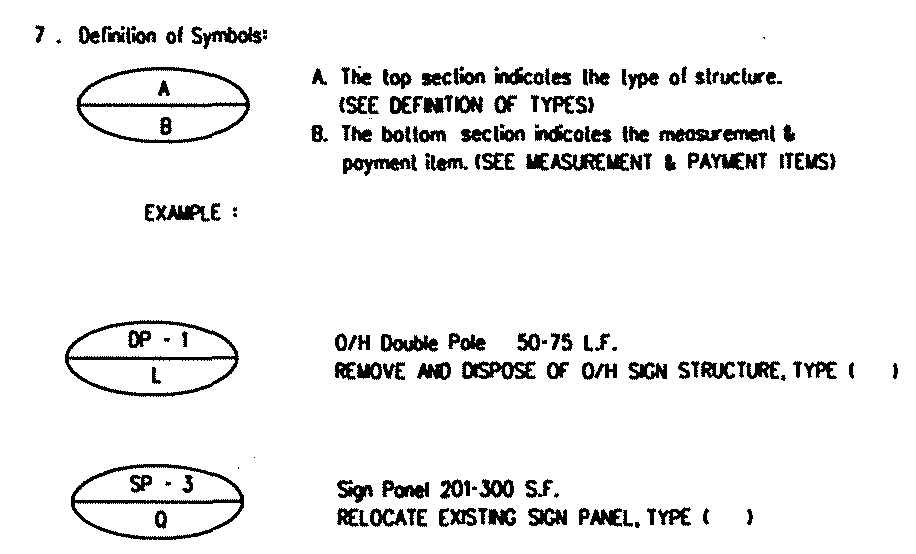 7 . Definition of Symbols:
A
B
A. The top section indicates the type of structure.
(SEE DEFINITION OF TYPES)
B. The bottom section indicates the measurement &
payment item. (SEE MEASUREMENT & PAYMENT ITEMS)
EXAMPLE :
DP - 1
L
O/H Double Pole 50-75 L.F.
REMOVE AND DISPOSE OF O/H SIGN STRUCTURE, TYPE ( )
SP - 3
Q
Sign Panel 201-300 S.F.
RELOCATE EXISTING SIGN PANEL, TYPE ( )